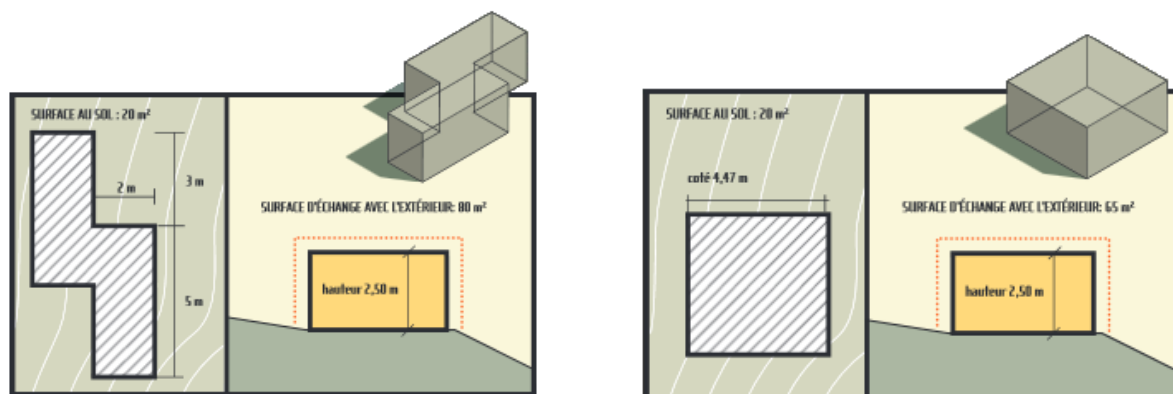 SURFACE AU SOL : 20 m²
2 m
3 m
5 m
SURFACE D'ÉCHANGE AVEC L'EXTÉRIEUR: 80 m²
hauteur 2,50 m
SURFACE AU SOL : 20 m²
coté 4,47 m
SURFACE D'ÉCHANGE AVEC L'EXTÉRIEUR: 65 m²
hauteur 2,50 m